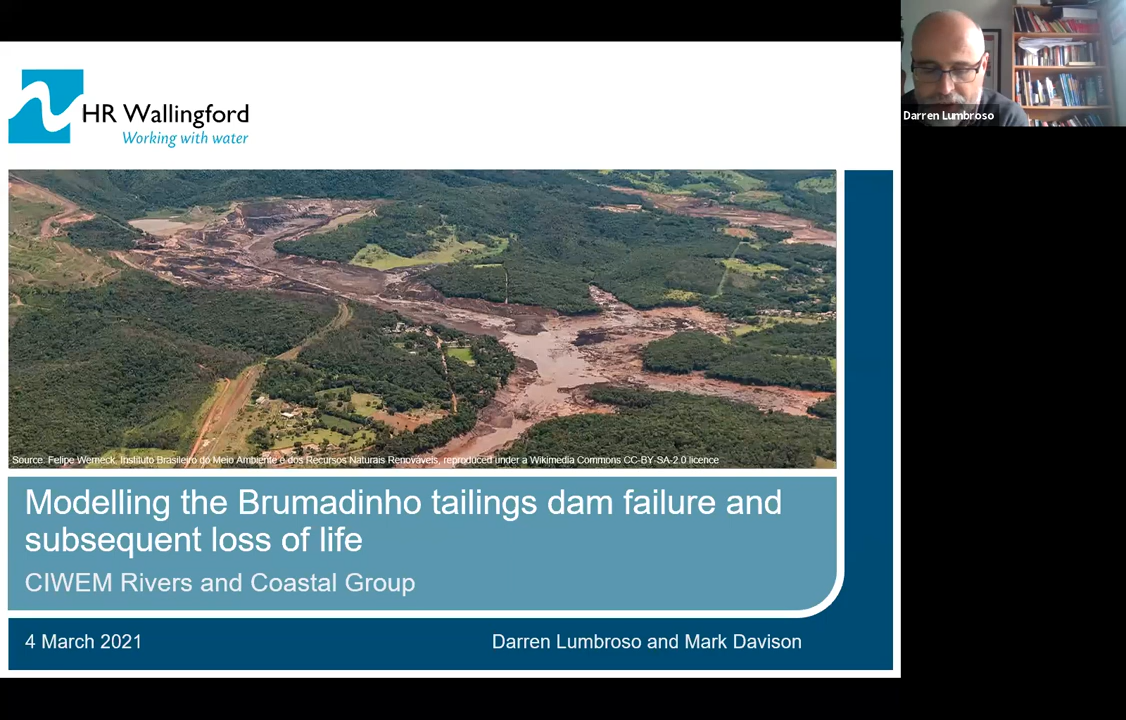 HR Wallingford
Working with water
Darren Lumbroso
Source: Felipe Werneck, Instituto Brasileiro do Meio Ambiente e dos Recursos Naturais Renováveis, reproduced under a Wikimedia Commons CC-BY-SA-2.0 licence
Modelling the Brumadinho tailings dam failure and
subsequent loss of life
CIWEM Rivers and Coastal Group
4 March 2021
Darren Lumbroso and Mark Davison